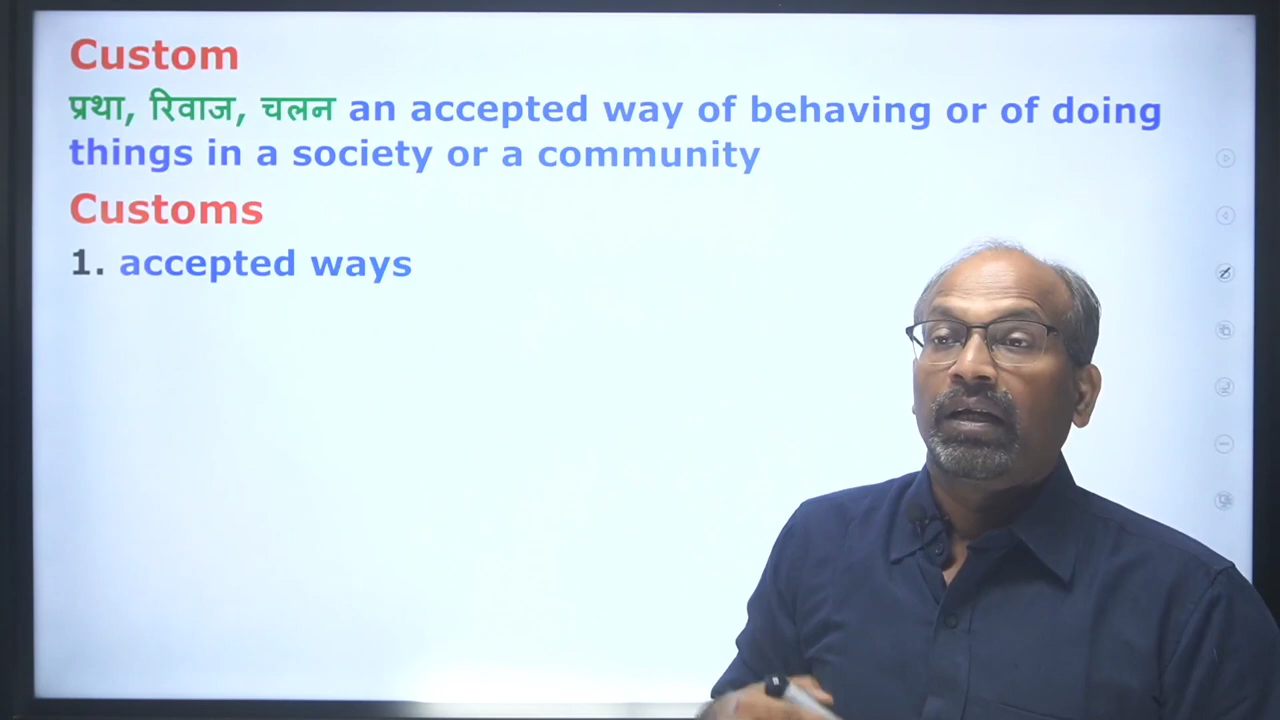 Custom
प्रथा, रिवाज, चलन an accepted way of behaving or of doing
things in a society or a community
Customs
1. accepted ways